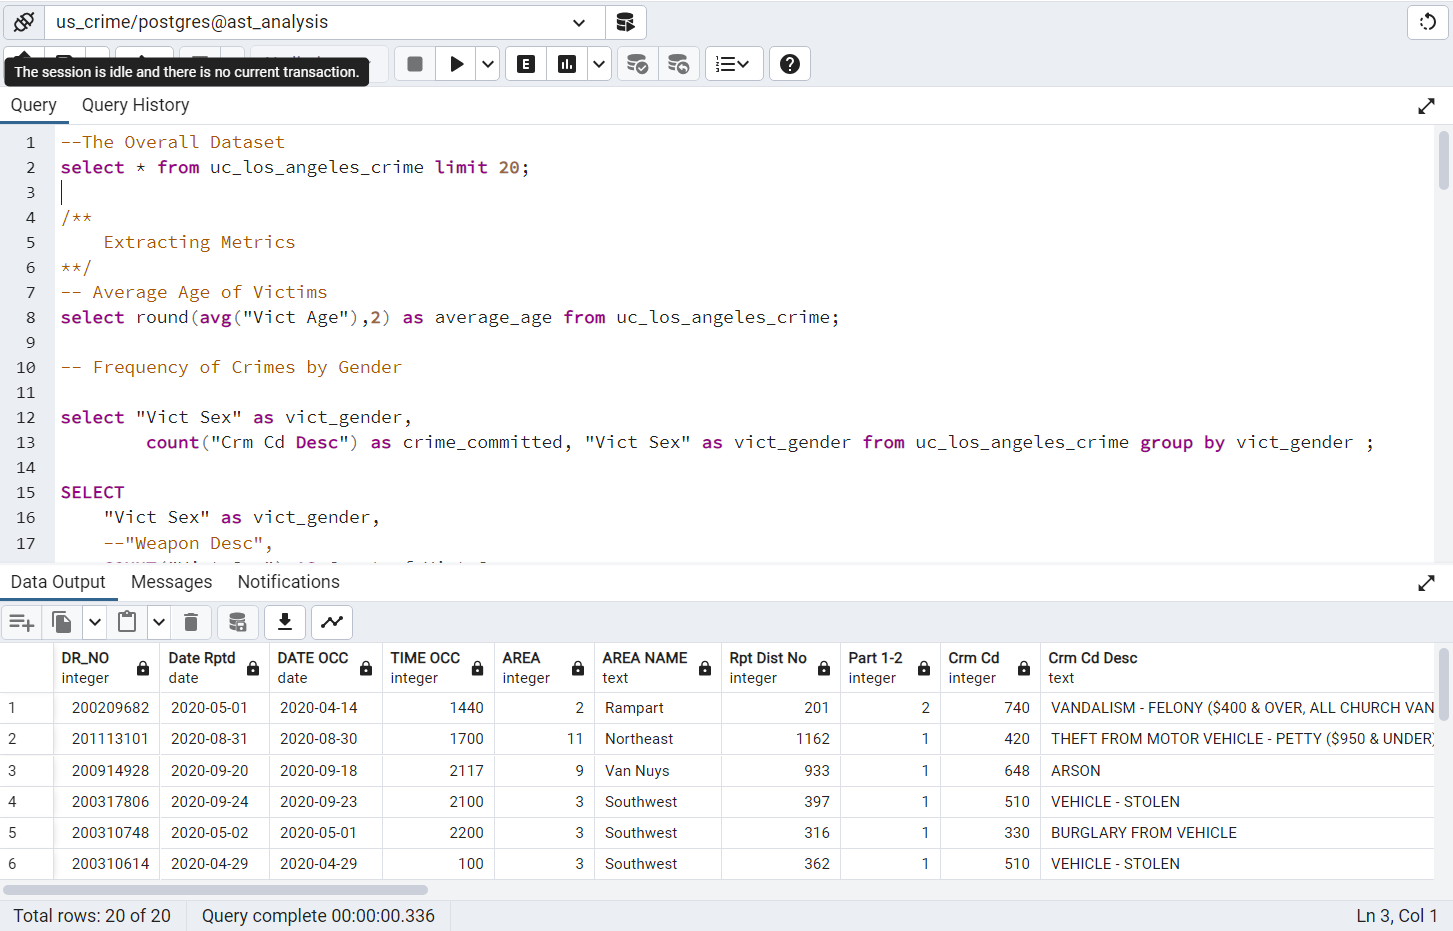 us_crime/postgres@ast_analysis
The session is idle and there is no current transaction.
E
Query Query History
1 --The Overall Dataset
2 select * from uc_los_angeles_crime limit 20;
3
4 /**
5 Extracting Metrics
6 **/
7 -- Average Age of Victims
8 select round(avg("Vict Age"),2) as average_age from uc_los_angeles_crime;
9
10 -- Frequency of Crimes by Gender
11
12 select "Vict Sex" as vict_gender,
13 count("Crm Cd Desc") as crime_committed, "Vict Sex" as vict_gender from uc_los_angeles_crime group by vict_gender ;
14
15 SELECT
16 "Vict Sex" as vict_gender,
17 --"Weapon Desc",
Data Output Messages Notifications
DR_NO Date Rptd DATE OCC TIME OCC AREA AREA NAME Rpt Dist No Part 1-2 Crm Cd Crm Cd Desc
integer date date integer integer text integer integer integer text
1 200209682 2020-05-01 2020-04-14 1440 2 Rampart 201 2 740 VANDALISM - FELONY ($400 & OVER, ALL CHURCH VAN
2 201113101 2020-08-31 2020-08-30 1700 11 Northeast 1162 1 420 THEFT FROM MOTOR VEHICLE - PETTY ($950 & UNDER)
3 200914928 2020-09-20 2020-09-18 2117 9 Van Nuys 933 1 648 ARSON
4 200317806 2020-09-24 2020-09-23 2100 3 Southwest 397 1 510 VEHICLE - STOLEN
5 200310748 2020-05-02 2020-05-01 2200 3 Southwest 316 1 330 BURGLARY FROM VEHICLE
6 200310614 2020-04-29 2020-04-29 100 3 Southwest 362 1 510 VEHICLE - STOLEN
Total rows: 20 of 20 Query complete 00:00:00.336 Ln 3, Col 1